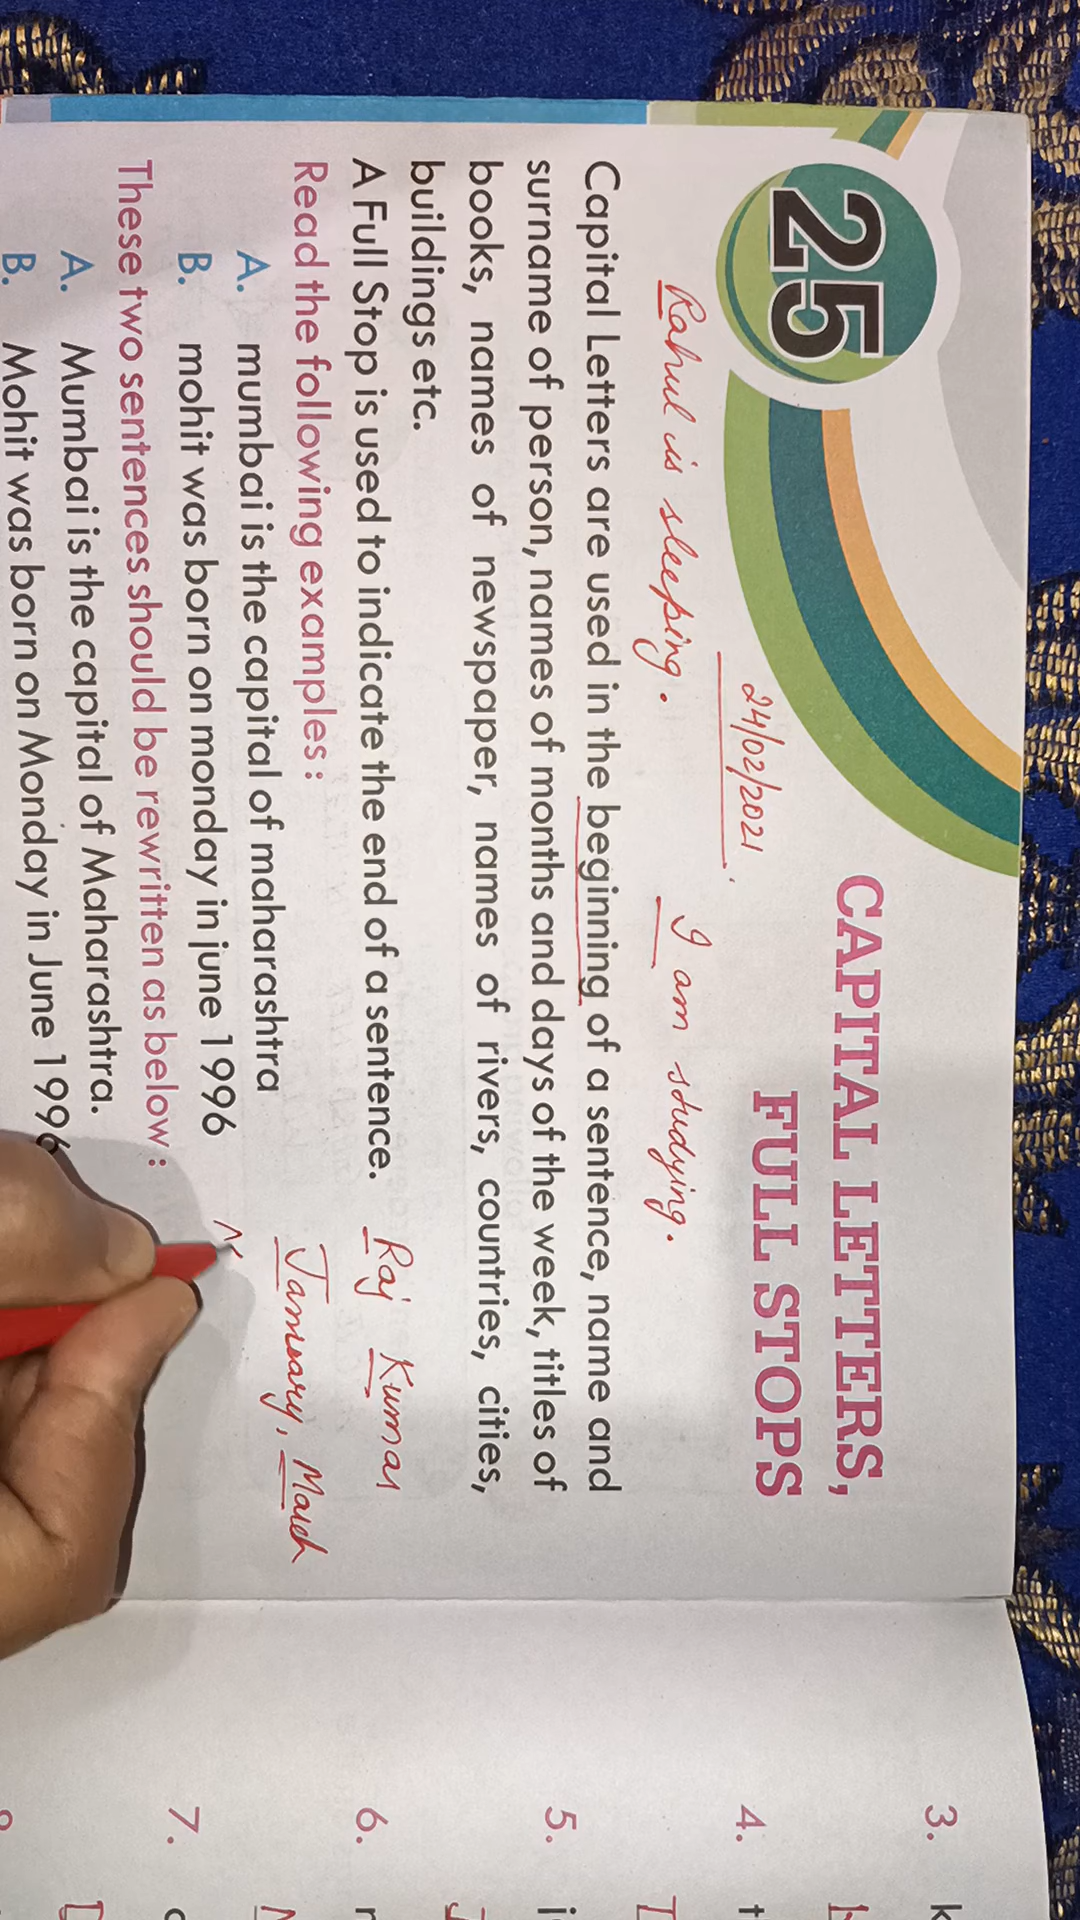 25
CAPITAL LETTERS,
FULL STOPS
24/02/2021.
Rahul is sleeping. I am studying.
Capital Letters are used in the beginning of a sentence, name and
surname of person, names of months and days of the week, titles of
books, names of newspaper, names of rivers, countries, cities,
buildings etc.
A Full Stop is used to indicate the end of a sentence.
Raj Kumar
Read the following examples :
January, March
A. mumbai is the capital of maharashtra
B. mohit was born on monday in june 1996
These two sentences should be rewritten as below :
A. Mumbai is the capital of Maharashtra.
B. Mohit was born on Monday in June 1996
3. k
4. t
5. i
6.
7.